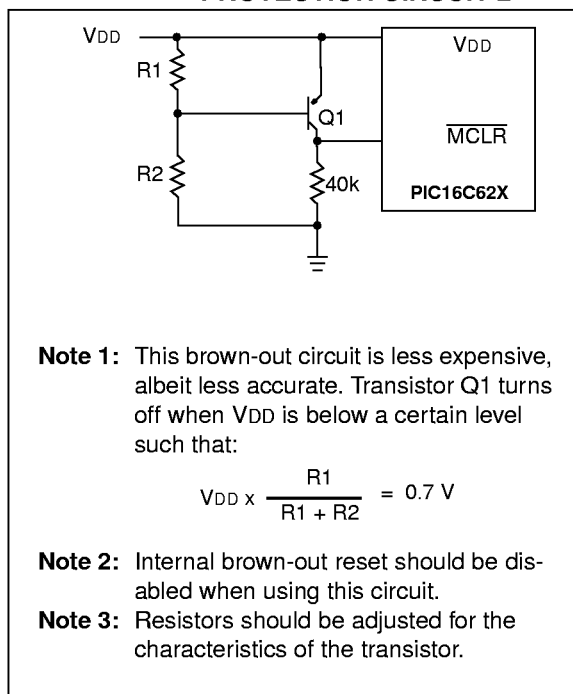 VDD
R1
R2
Q1
40k
VDD
MCLR
PIC16C62X
Note 1: This brown-out circuit is less expensive,
albeit less accurate. Transistor Q1 turns
off when VDD is below a certain level
such that:
VDD x R1 / R1 + R2 = 0.7 V
Note 2: Internal brown-out reset should be dis-
abled when using this circuit.
Note 3: Resistors should be adjusted for the
characteristics of the transistor.